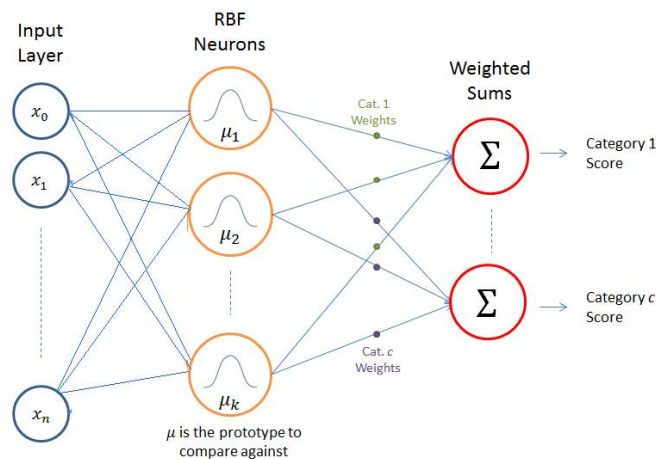 Input
Layer
RBF
Neurons
Weighted
Sums
x₀
x₁
xₙ
μ₁
μ₂
μₖ
μ is the prototype to
compare against
Cat. 1
Weights
Cat. c
Weights
Σ
Σ
Category 1
Score
Category c
Score